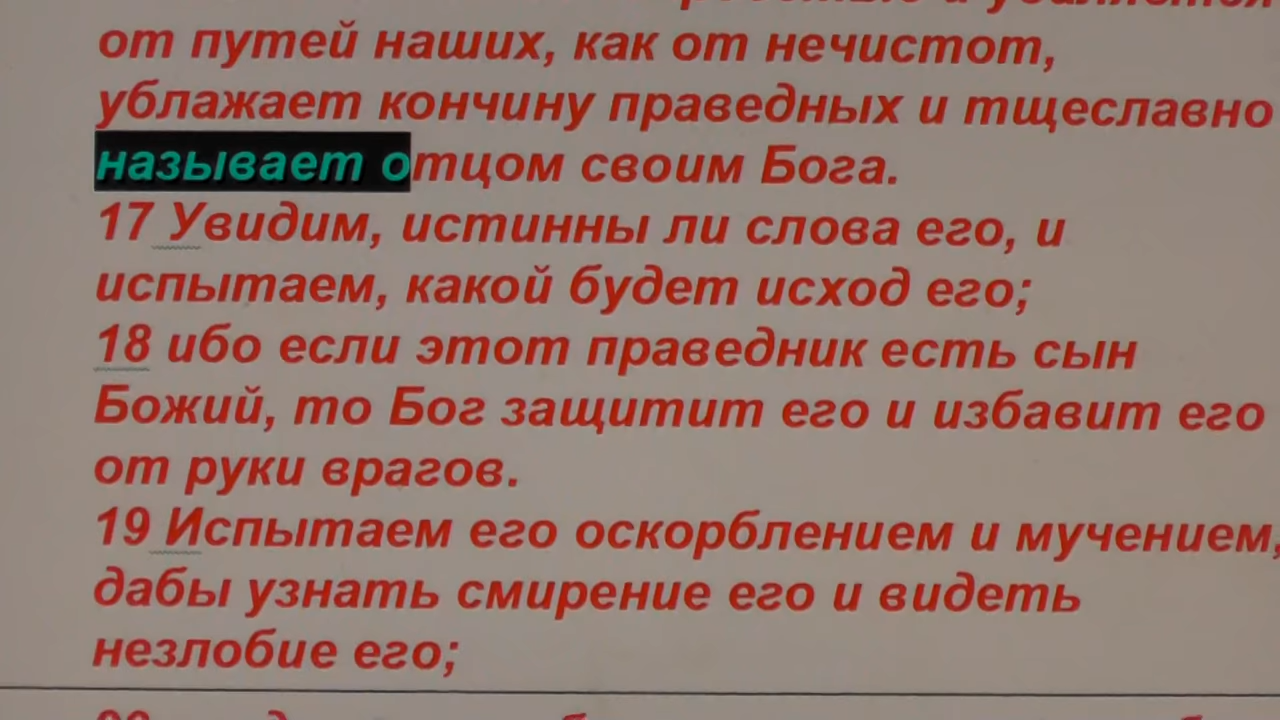 от путей наших, как от нечистот,
ублажает кончину праведных и тщеславно
называет отцом своим Бога.
17 Увидим, истинны ли слова его, и
испытаем, какой будет исход его;
18 ибо если этот праведник есть сын
Божий, то Бог защитит его и избавит его
от руки врагов.
19 Испытаем его оскорблением и мучением,
дабы узнать смирение его и видеть
незлобие его;